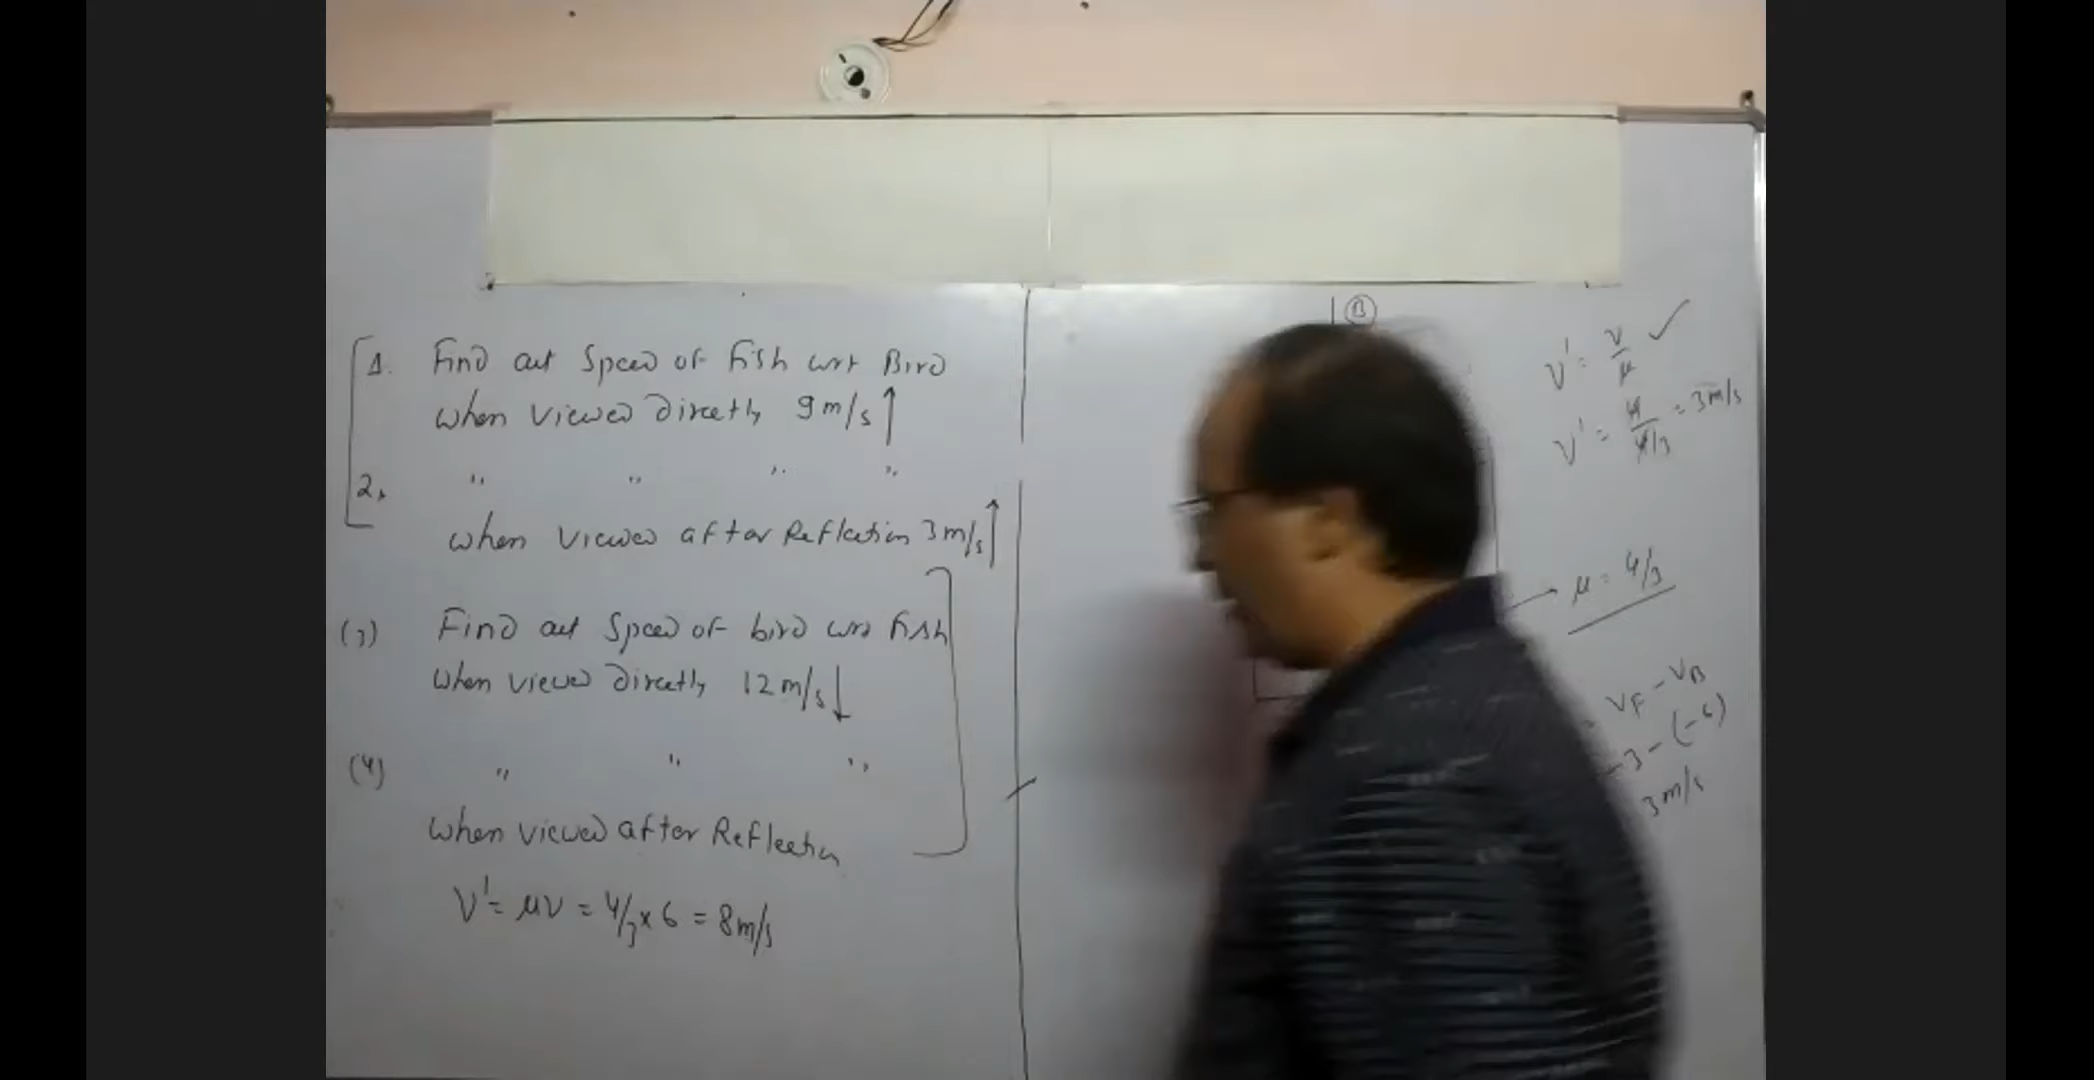 1. Find out Speed of Fish wrt Bird
when viewed directly 9 m/s ↑
2. " " " "
when viewed after Reflection 3 m/s ↑
(3) Find out Speed of bird wrt fish
when viewed directly 12 m/s ↓
(4) " " "
when viewed after Reflection
V' = μV = 4/3 × 6 = 8 m/s
B
V' = V/μ ✓
V' = 4/4/3 = 3 m/s
→ μ = 4/3
= VF - VB
-3 - (-6)
3 m/s